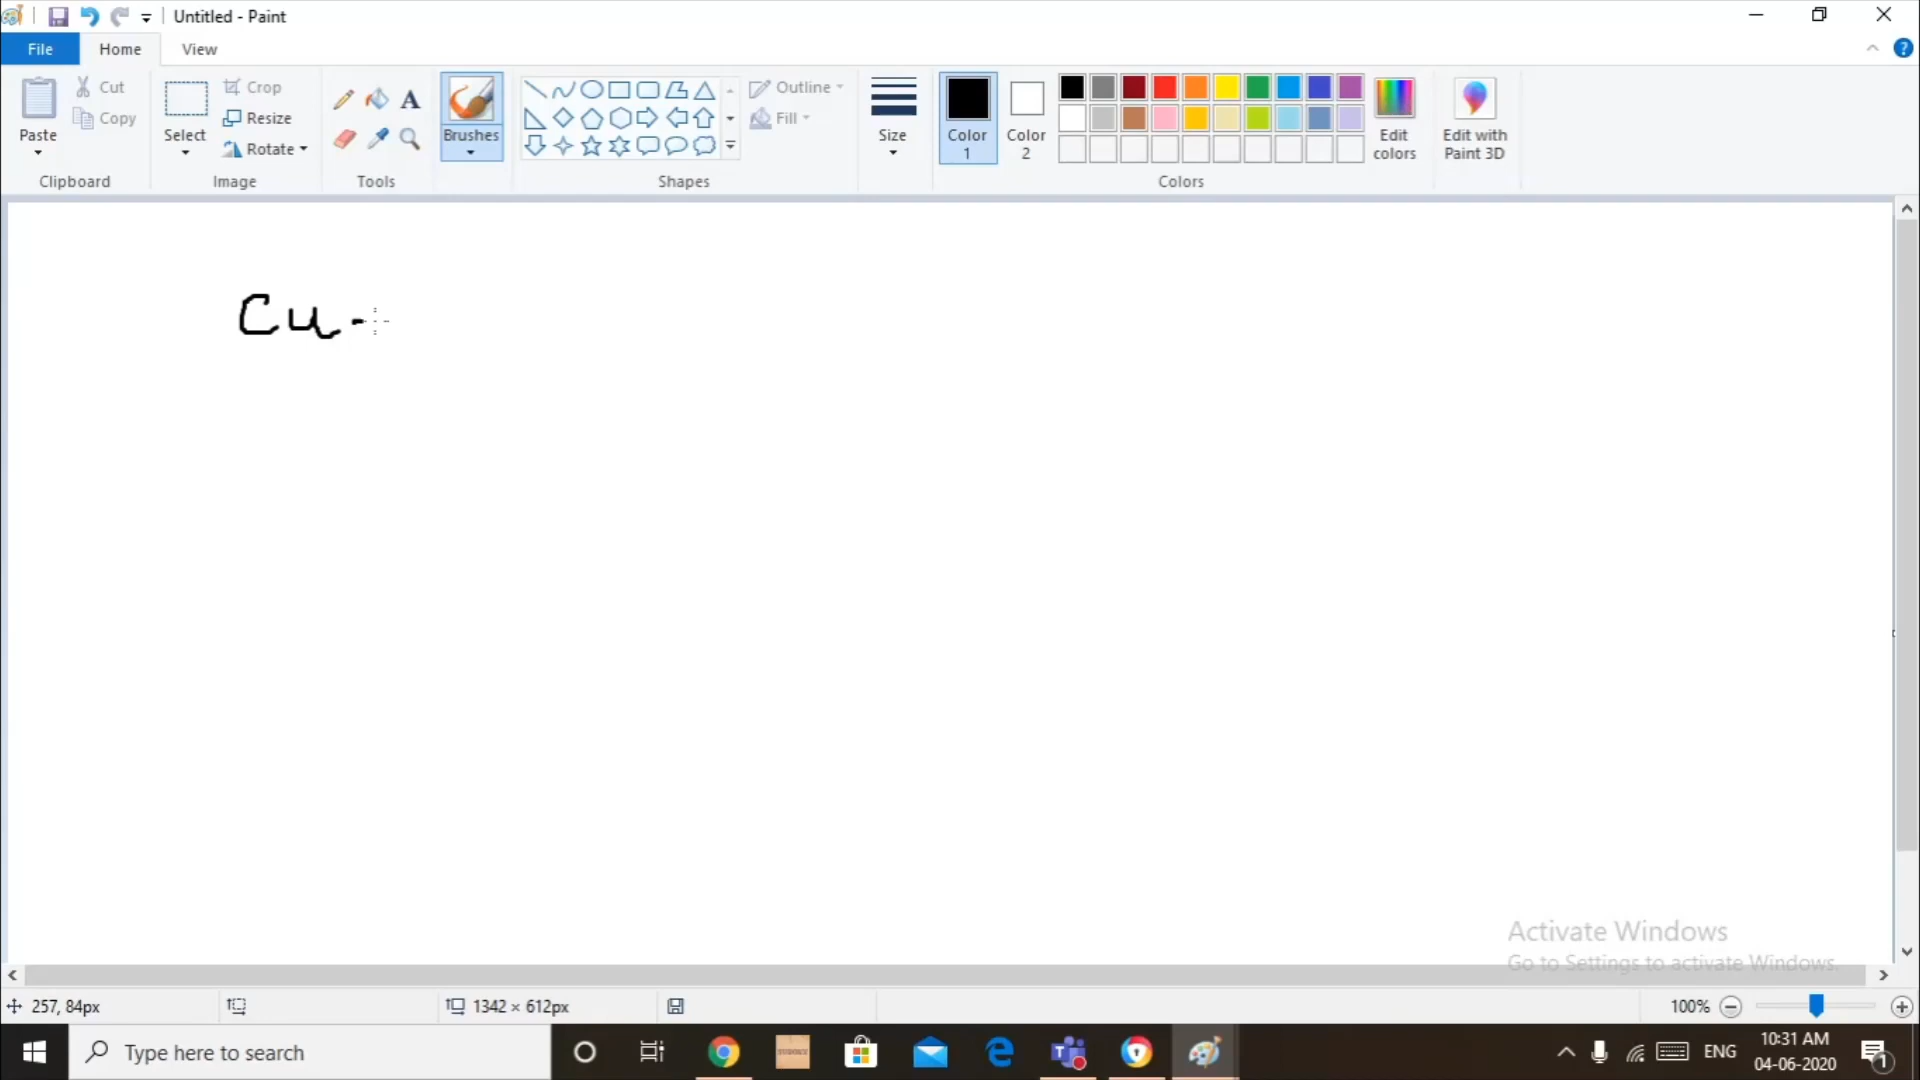 Untitled - Paint
File Home View
Paste
Cut
Copy
Clipboard
Select
Crop
Resize
Rotate
Image
Tools
Brushes
Shapes
Outline
Fill
Size
Color 1
Color 2
Colors
Edit colors
Edit with Paint 3D
Cu -
Activate Windows
Go to Settings to activate Windows.
257, 84px
1342 × 612px
100%
Type here to search
ENG
10:31 AM
04-06-2020
1